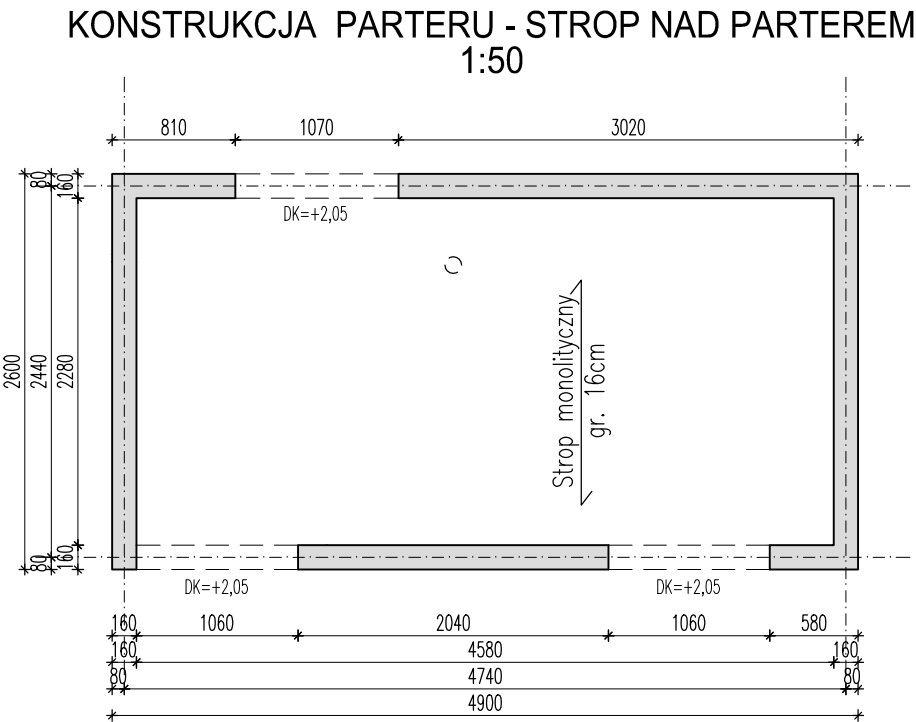 KONSTRUKCJA PARTERU - STROP NAD PARTEREM
1:50
810 1070 3020
80 160
DK=+2,05
2600 2440 2280
Strop monolityczny
gr. 16cm
80 160
DK=+2,05 DK=+2,05
160 1060 2040 1060 580
160 4580 160
80 4740 80
4900